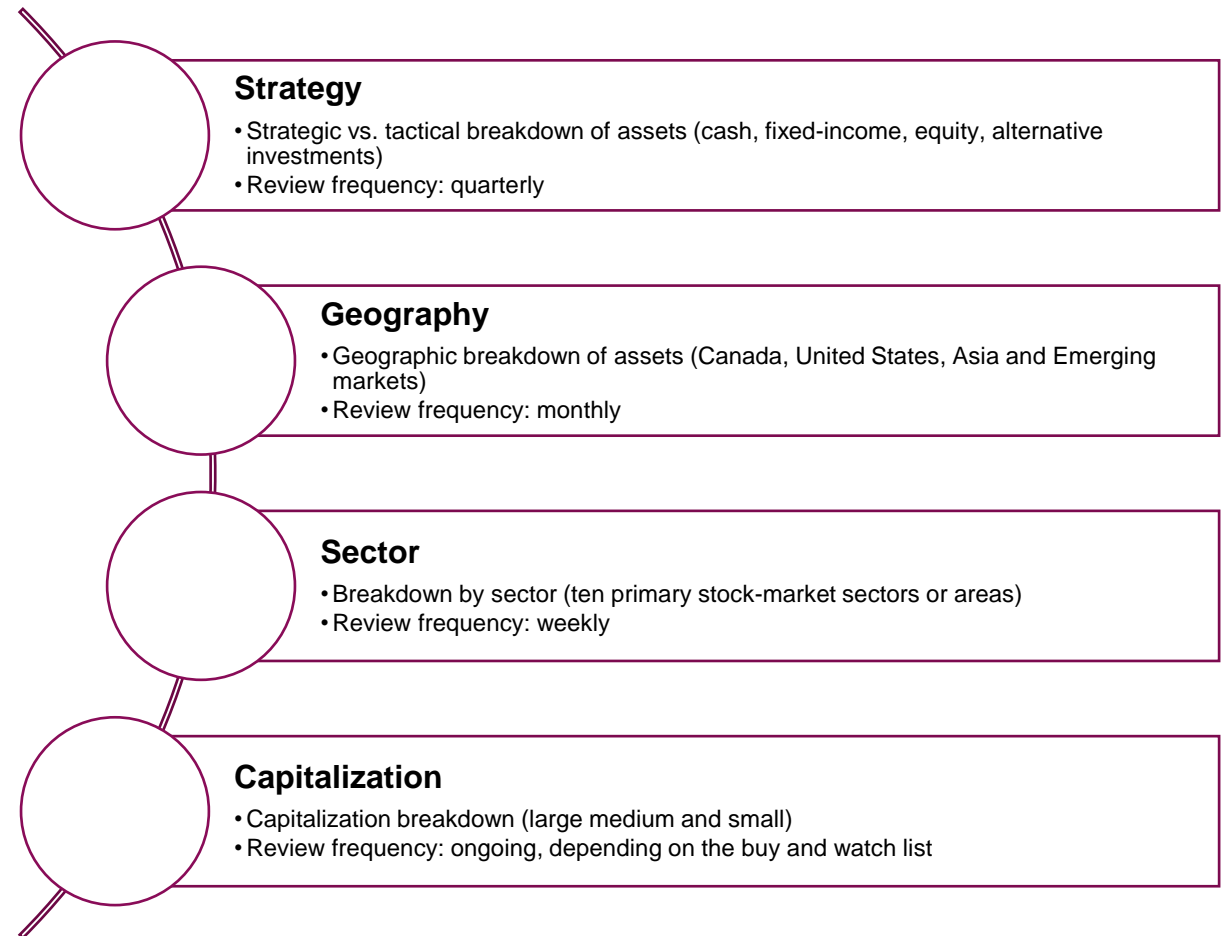 Strategy
• Strategic vs. tactical breakdown of assets (cash, fixed-income, equity, alternative
investments)
• Review frequency: quarterly
Geography
• Geographic breakdown of assets (Canada, United States, Asia and Emerging
markets)
• Review frequency: monthly
Sector
• Breakdown by sector (ten primary stock-market sectors or areas)
• Review frequency: weekly
Capitalization
• Capitalization breakdown (large medium and small)
• Review frequency: ongoing, depending on the buy and watch list